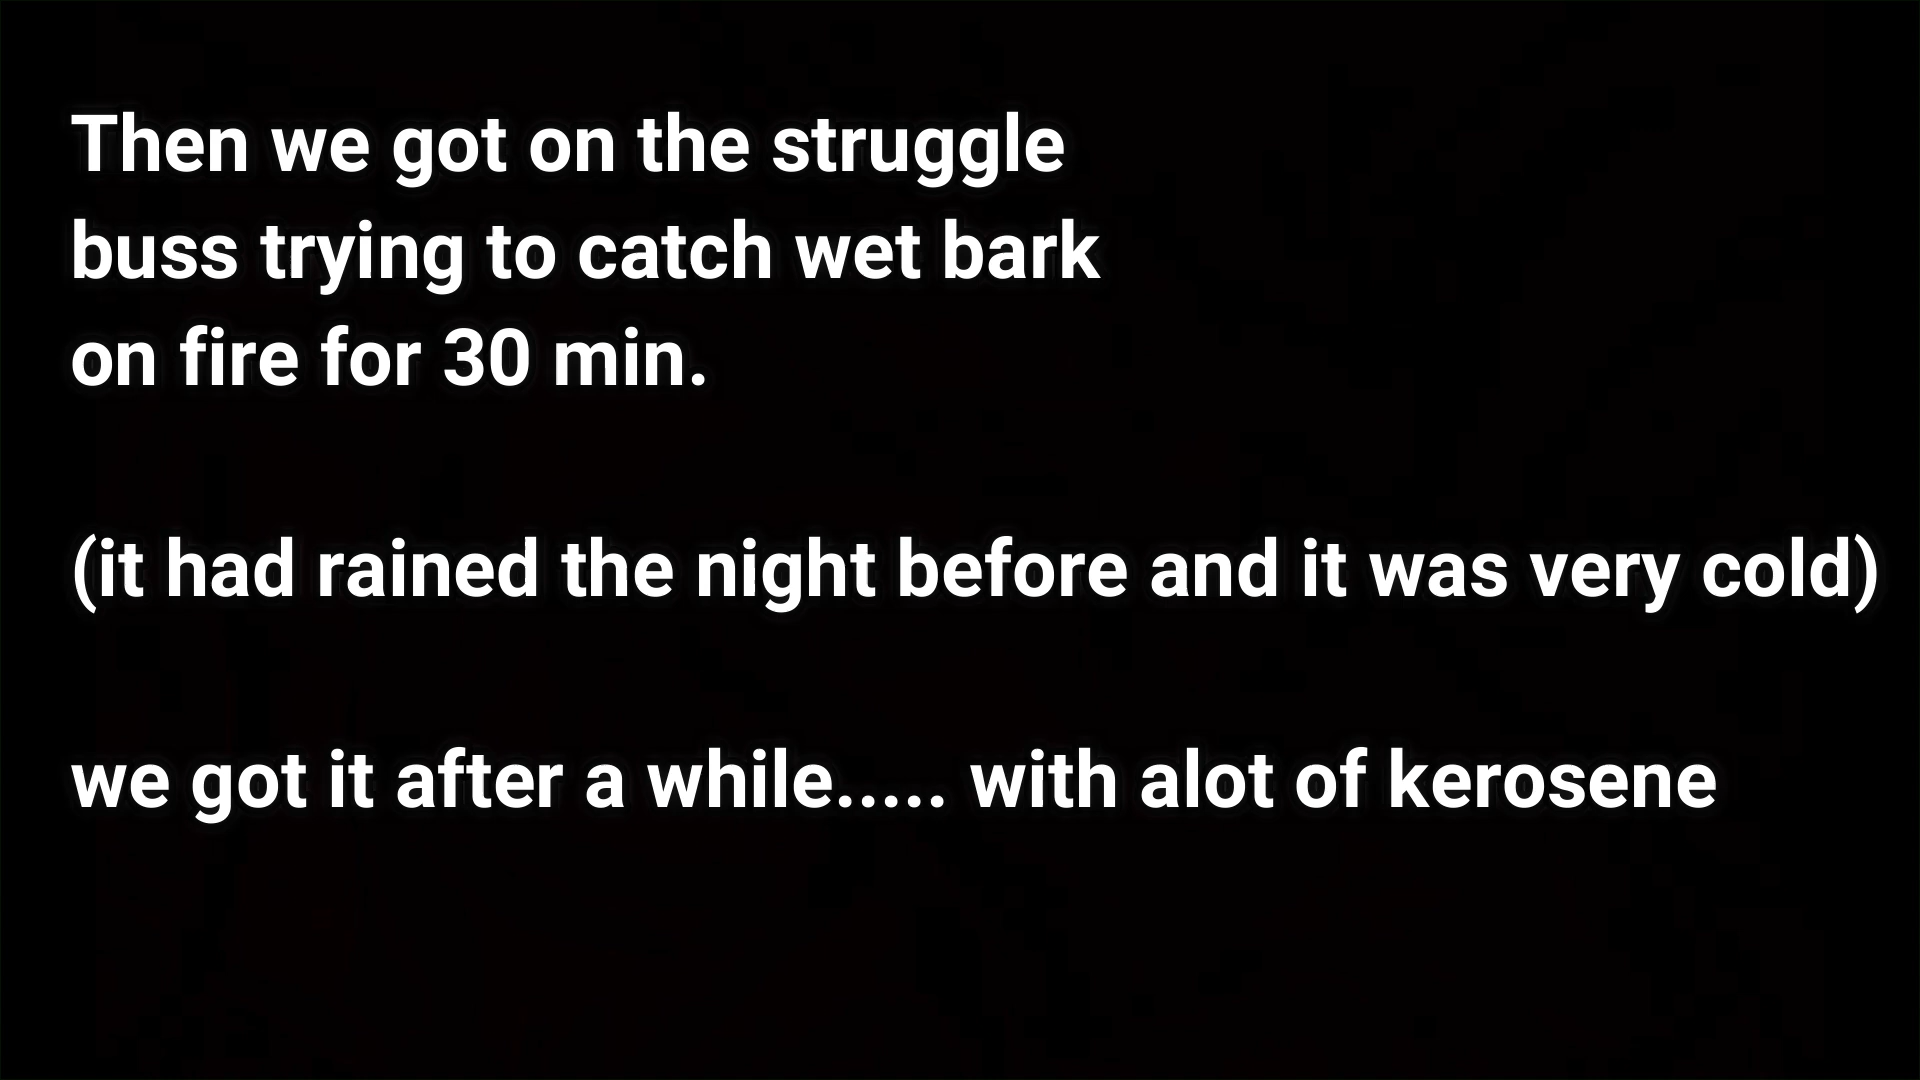 Then we got on the struggle
buss trying to catch wet bark
on fire for 30 min.
(it had rained the night before and it was very cold)
we got it after a while..... with alot of kerosene